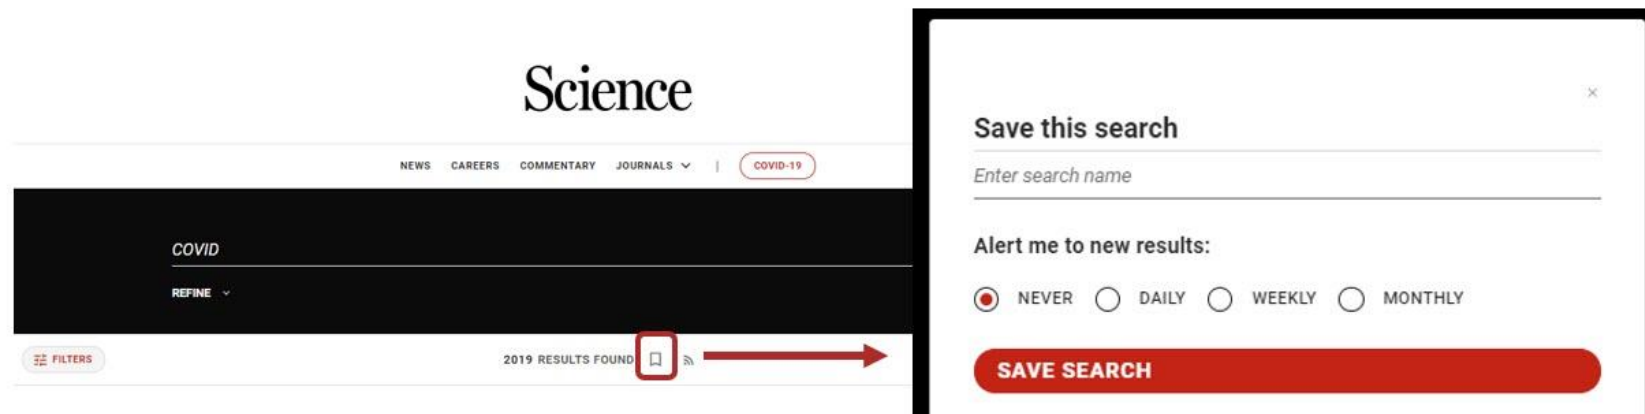 Science
NEWS CAREERS COMMENTARY JOURNALS | COVID-19
COVID
REFINE
FILTERS
2019 RESULTS FOUND
Save this search
Enter search name
Alert me to new results:
NEVER DAILY WEEKLY MONTHLY
SAVE SEARCH